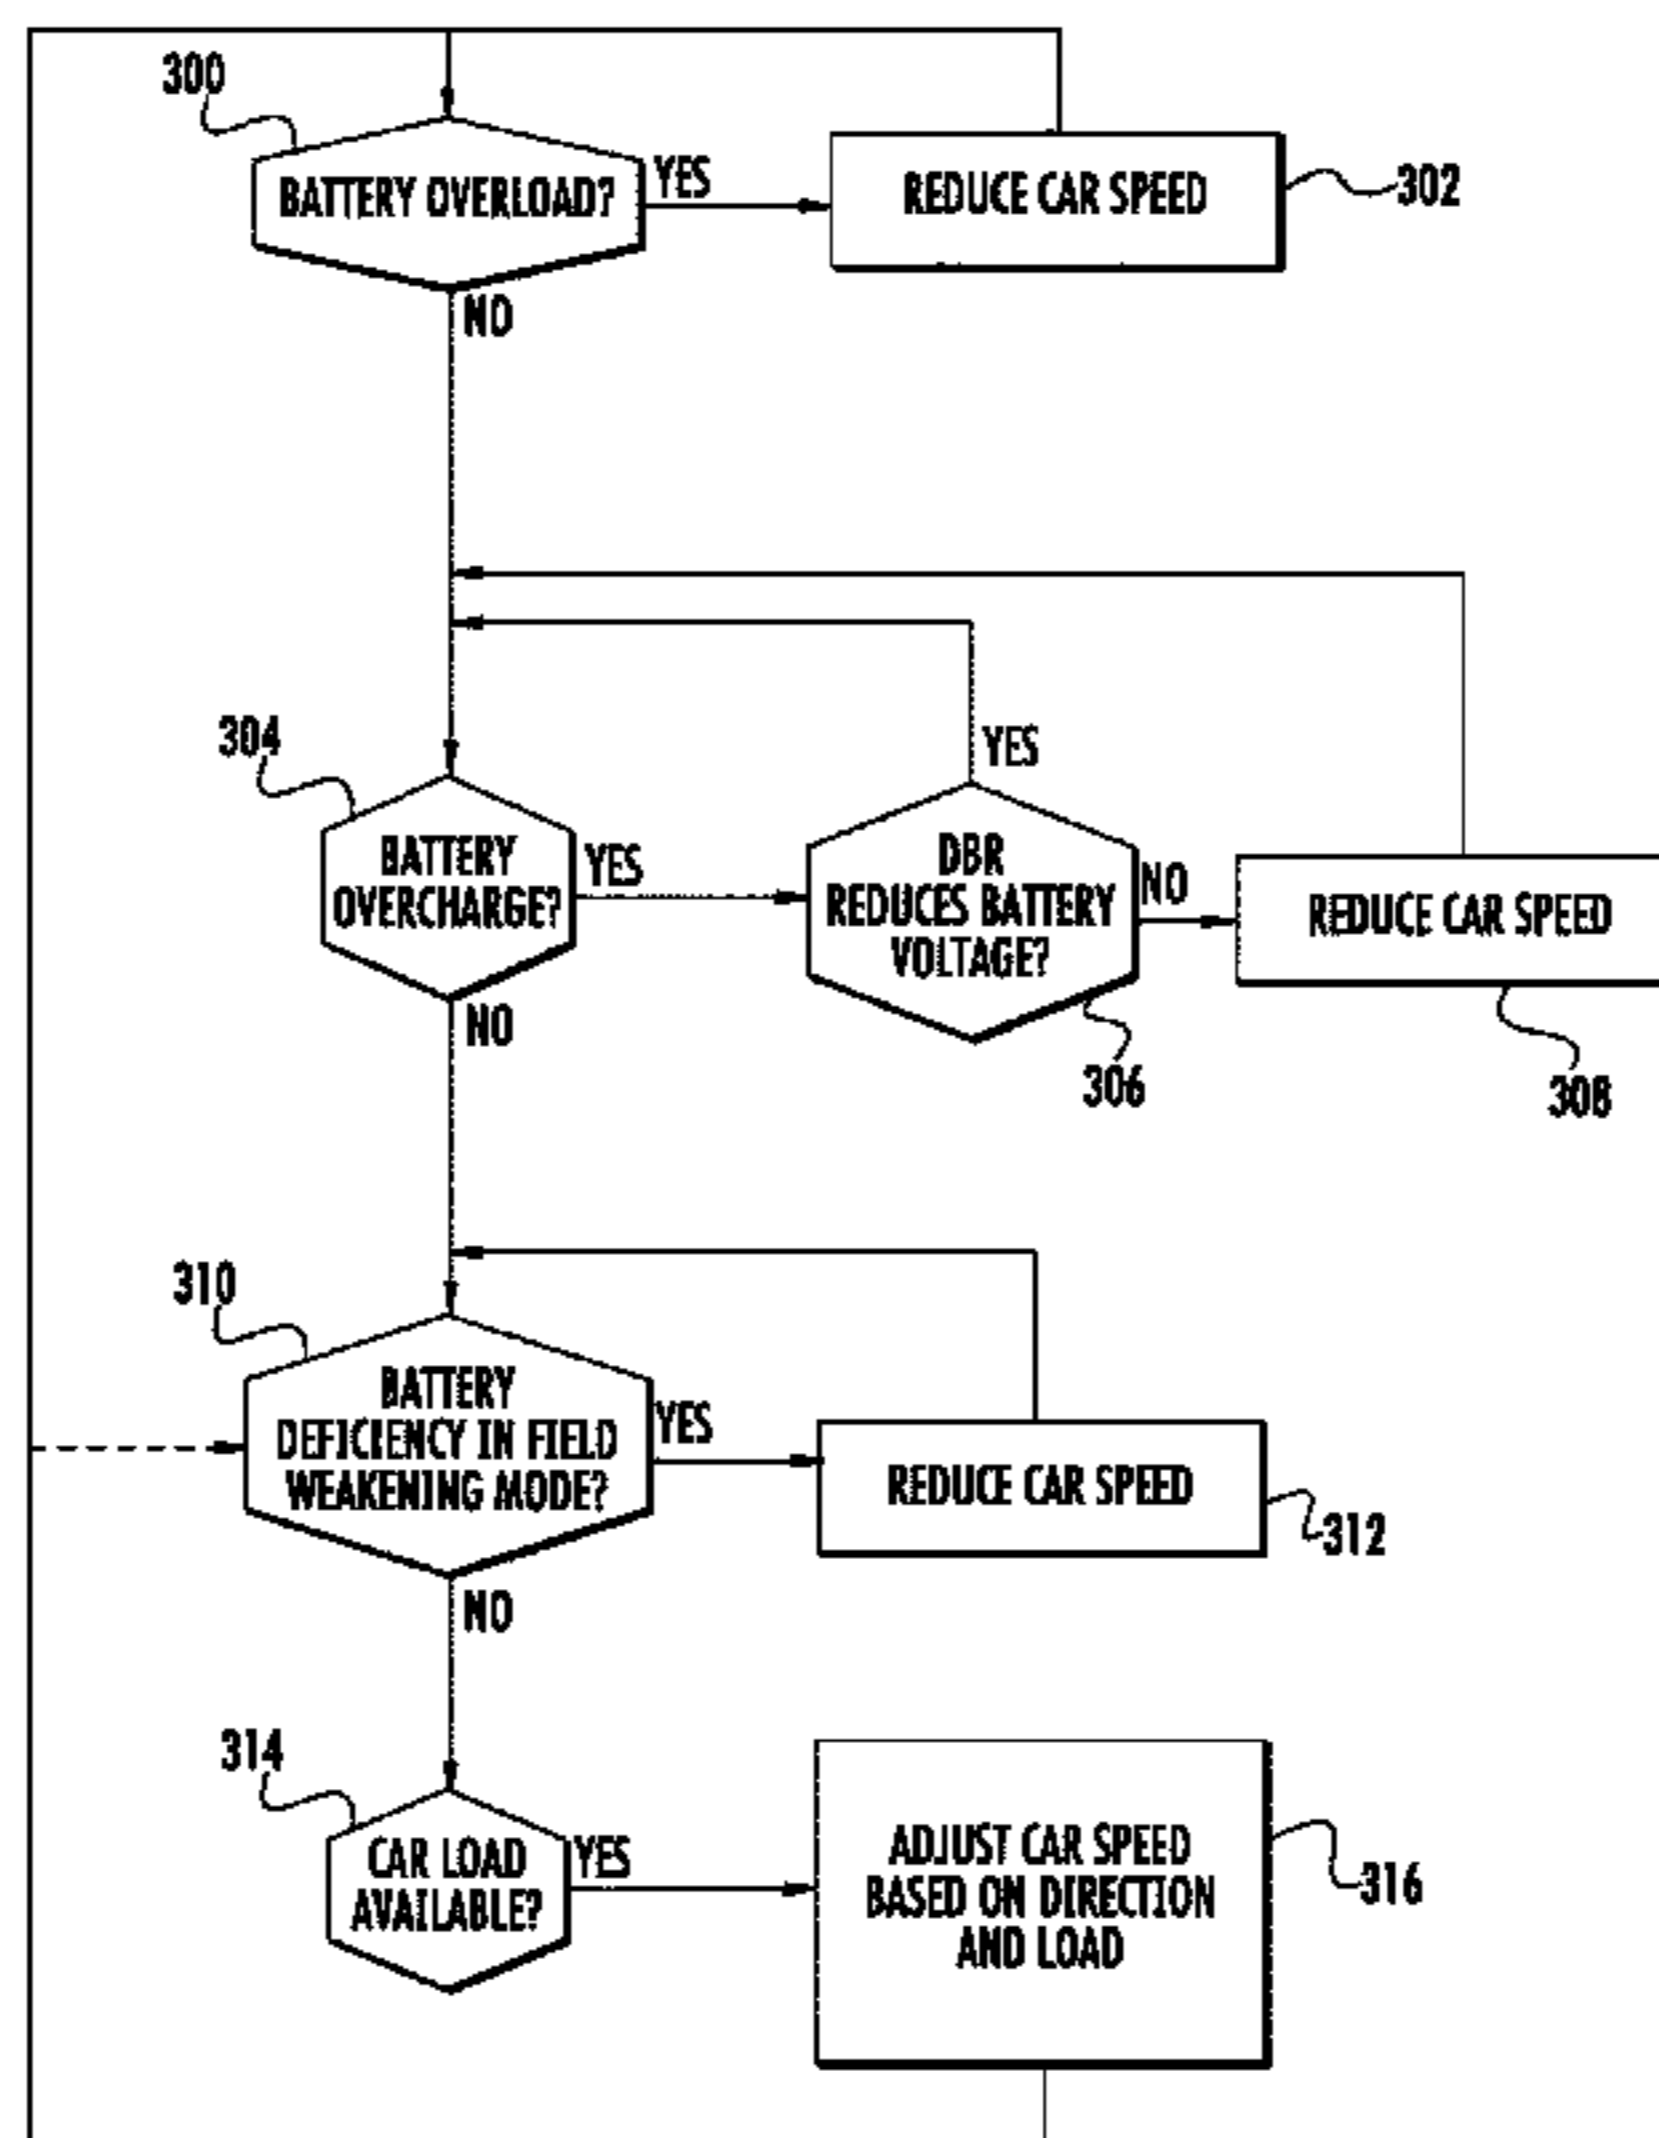 300
BATTERY OVERLOAD?
YES
REDUCE CAR SPEED
302
NO
304
BATTERY
OVERCHARGE?
YES
YES
DBR
REDUCES BATTERY
VOLTAGE?
NO
REDUCE CAR SPEED
NO
306
308
310
BATTERY
DEFICIENCY IN FIELD
WEAKENING MODE?
YES
REDUCE CAR SPEED
312
NO
314
CAR LOAD
AVAILABLE?
YES
ADJUST CAR SPEED
BASED ON DIRECTION
AND LOAD
316